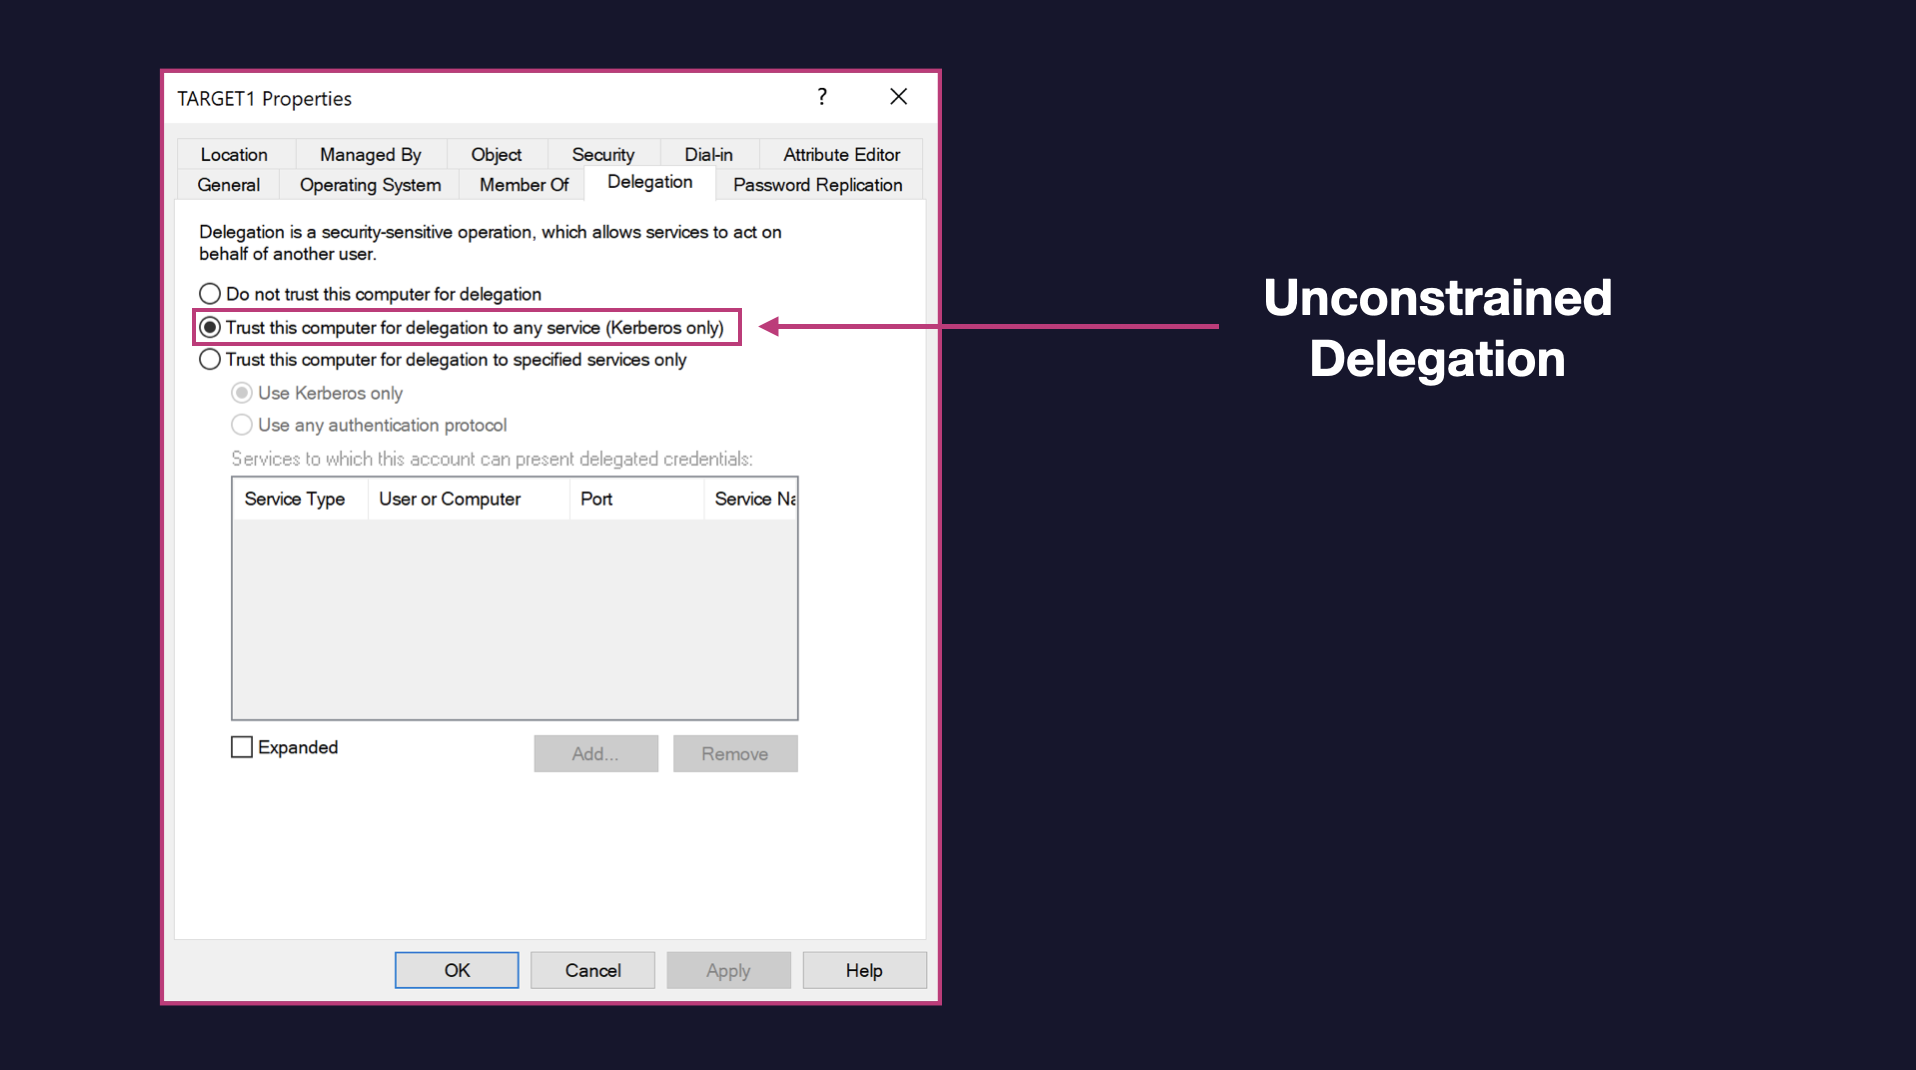 TARGET1 Properties
?
Location Managed By Object Security Dial-in Attribute Editor
General Operating System Member Of Delegation Password Replication
Delegation is a security-sensitive operation, which allows services to act on
behalf of another user.
Do not trust this computer for delegation
Trust this computer for delegation to any service (Kerberos only)
Trust this computer for delegation to specified services only
Use Kerberos only
Use any authentication protocol
Services to which this account can present delegated credentials:
Service Type User or Computer Port Service Na
Expanded
Add... Remove
OK Cancel Apply Help
Unconstrained
Delegation